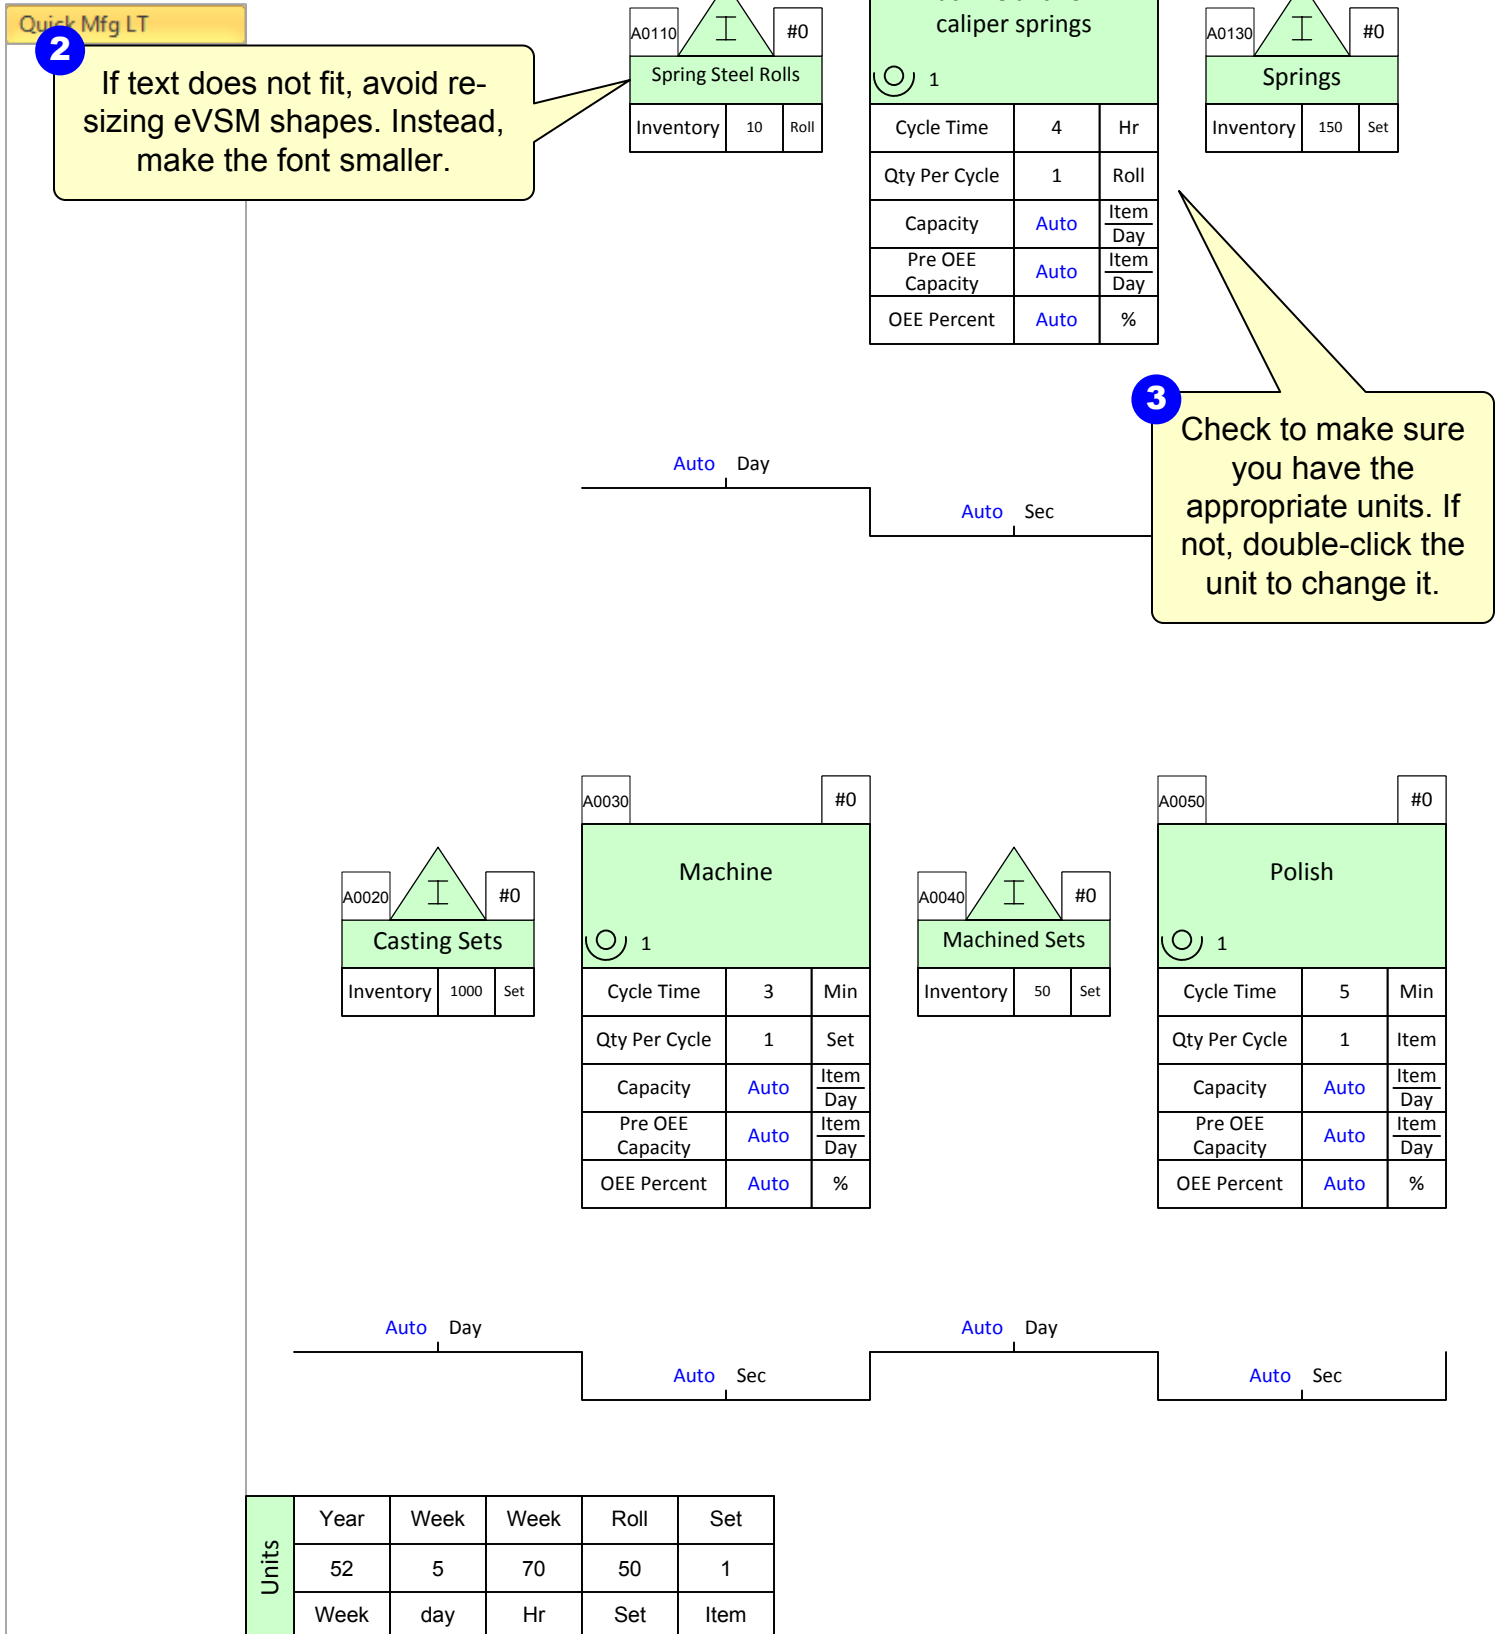 Quick Mfg LT
2
If text does not fit, avoid re-
sizing eVSM shapes. Instead,
make the font smaller.
A0110 I #0
Spring Steel Rolls
Inventory 10 Roll
caliper springs
1
Cycle Time 4 Hr
Qty Per Cycle 1 Roll
Capacity Auto Item
Day
Pre OEE
Capacity Auto Item
Day
OEE Percent Auto %
A0130 I #0
Springs
Inventory 150 Set
3
Check to make sure
you have the
appropriate units. If
not, double-click the
unit to change it.
Auto Day
Auto Sec
A0020 I #0
Casting Sets
Inventory 1000 Set
A0030 #0
Machine
1
Cycle Time 3 Min
Qty Per Cycle 1 Set
Capacity Auto Item
Day
Pre OEE
Capacity Auto Item
Day
OEE Percent Auto %
A0040 I #0
Machined Sets
Inventory 50 Set
A0050 #0
Polish
1
Cycle Time 5 Min
Qty Per Cycle 1 Item
Capacity Auto Item
Day
Pre OEE
Capacity Auto Item
Day
OEE Percent Auto %
Auto Day
Auto Sec
Auto Day
Auto Sec
Units
Year Week Week Roll Set
52 5 70 50 1
Week day Hr Set Item